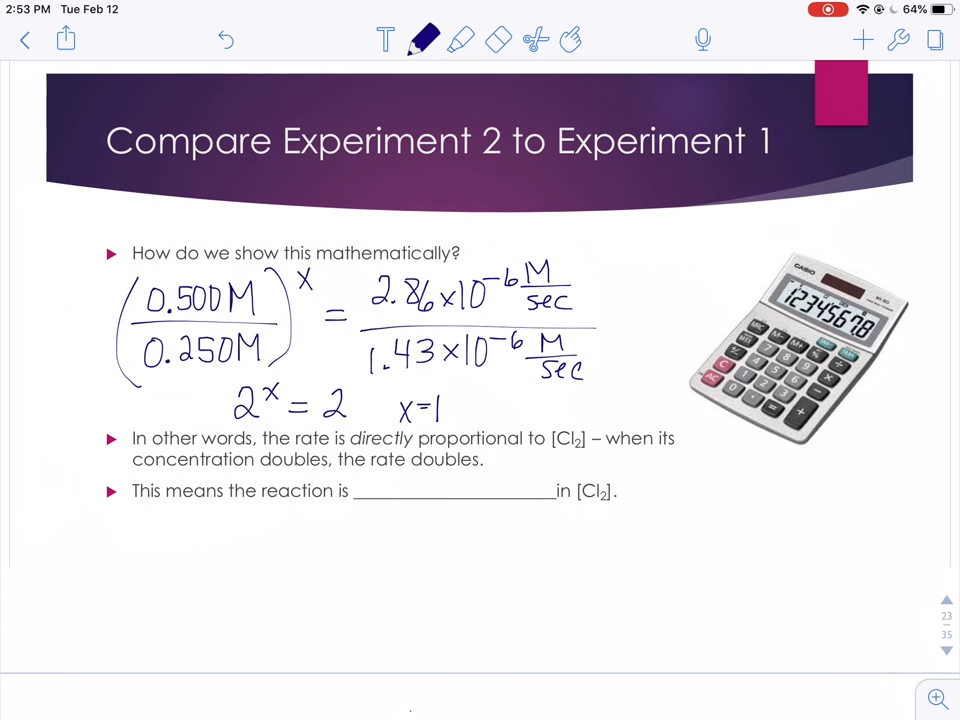 2:53 PM Tue Feb 12
64%
T
Compare Experiment 2 to Experiment 1
▶ How do we show this mathematically?
(0.500M / 0.250M)^x = 2.86×10⁻⁶ M/sec / 1.43×10⁻⁶ M/sec
2^x = 2 x=1
▶ In other words, the rate is directly proportional to [Cl₂] – when its
concentration doubles, the rate doubles.
▶ This means the reaction is ______________________in [Cl₂].
CASIO
12345678
23
35